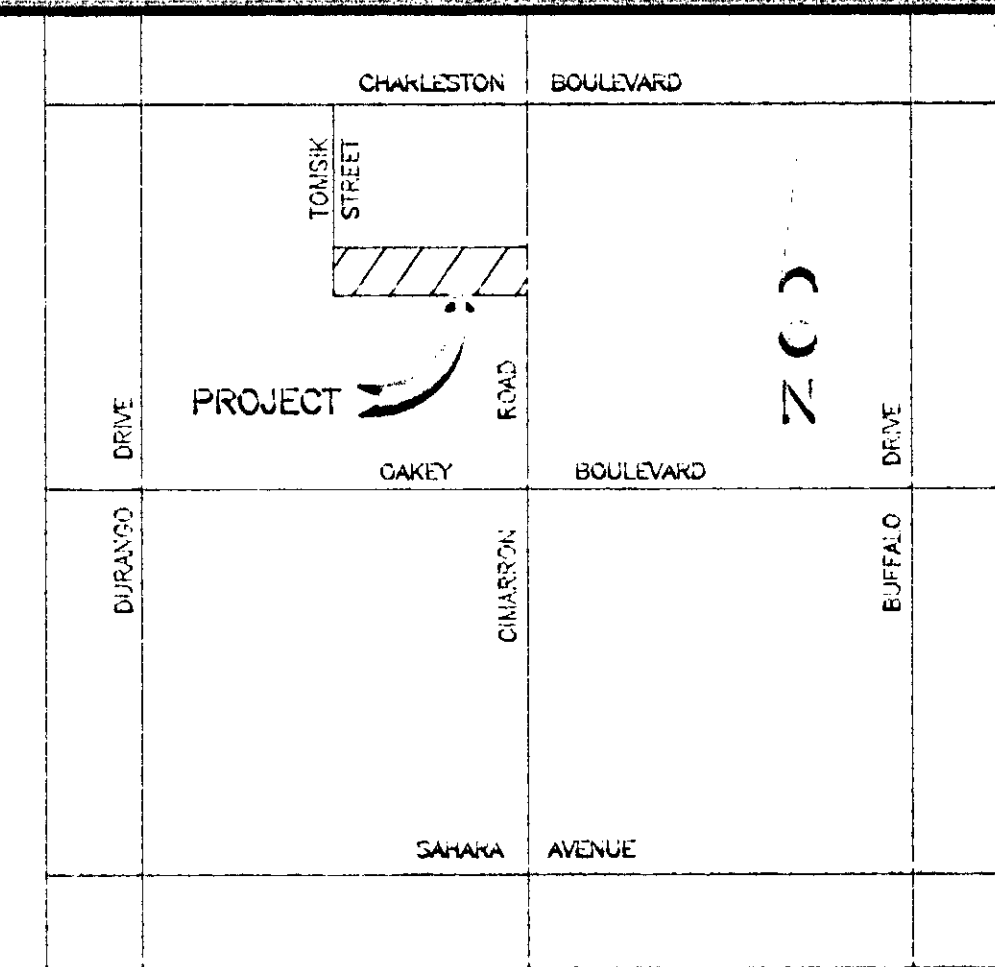 CHARLESTON BOULEVARD
TOMSIK
STREET
PROJECT
ROAD
N
DRIVE
DRIVE
OAKEY BOULEVARD
DURANGO
CIMARRON
BUFFALO
SAHARA AVENUE